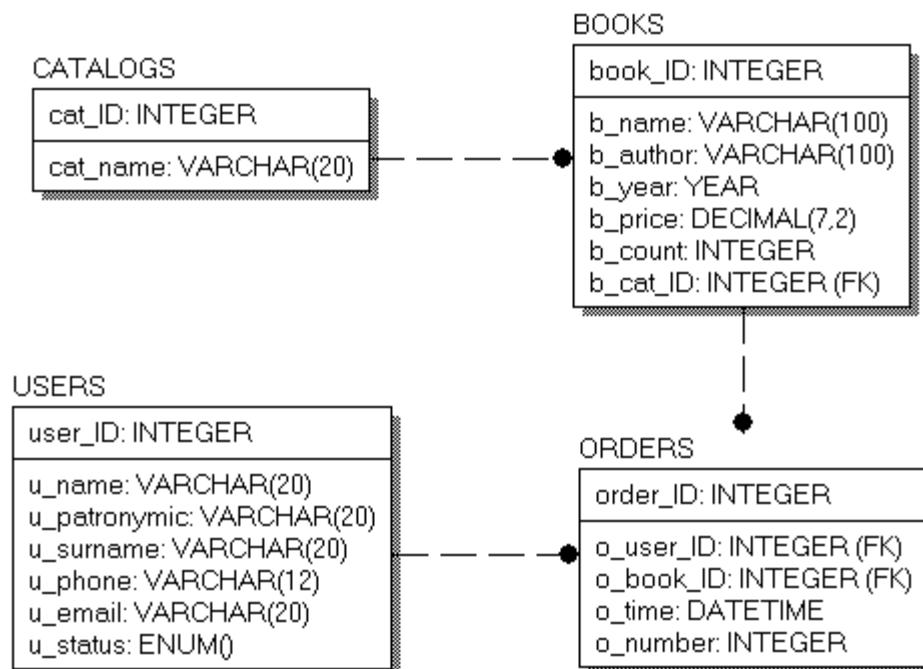 CATALOGS
cat_ID: INTEGER
cat_name: VARCHAR(20)
BOOKS
book_ID: INTEGER
b_name: VARCHAR(100)
b_author: VARCHAR(100)
b_year: YEAR
b_price: DECIMAL(7,2)
b_count: INTEGER
b_cat_ID: INTEGER (FK)
USERS
user_ID: INTEGER
u_name: VARCHAR(20)
u_patronymic: VARCHAR(20)
u_surname: VARCHAR(20)
u_phone: VARCHAR(12)
u_email: VARCHAR(20)
u_status: ENUM()
ORDERS
order_ID: INTEGER
o_user_ID: INTEGER (FK)
o_book_ID: INTEGER (FK)
o_time: DATETIME
o_number: INTEGER